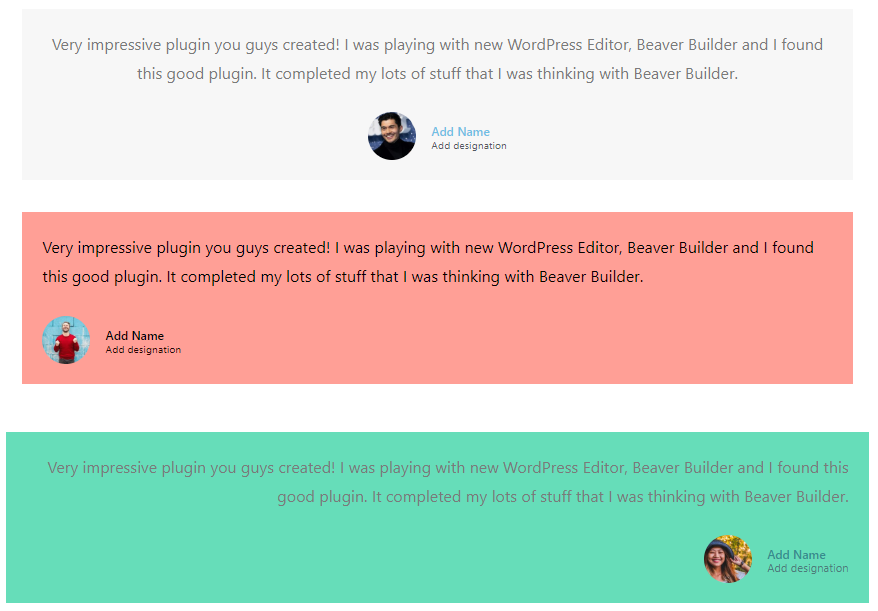 Very impressive plugin you guys created! I was playing with new WordPress Editor, Beaver Builder and I found
this good plugin. It completed my lots of stuff that I was thinking with Beaver Builder.
Add Name
Add designation
Very impressive plugin you guys created! I was playing with new WordPress Editor, Beaver Builder and I found
this good plugin. It completed my lots of stuff that I was thinking with Beaver Builder.
Add Name
Add designation
Very impressive plugin you guys created! I was playing with new WordPress Editor, Beaver Builder and I found this
good plugin. It completed my lots of stuff that I was thinking with Beaver Builder.
Add Name
Add designation